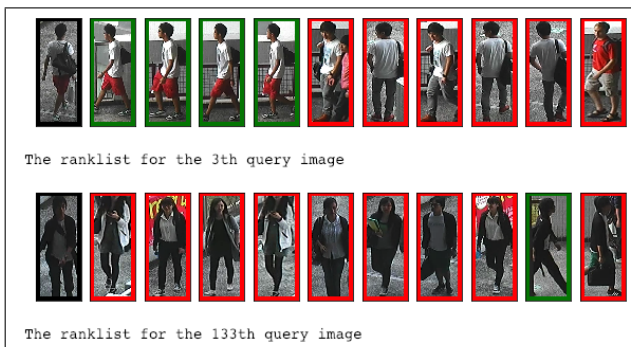 The ranklist for the 3th query image
The ranklist for the 133th query image